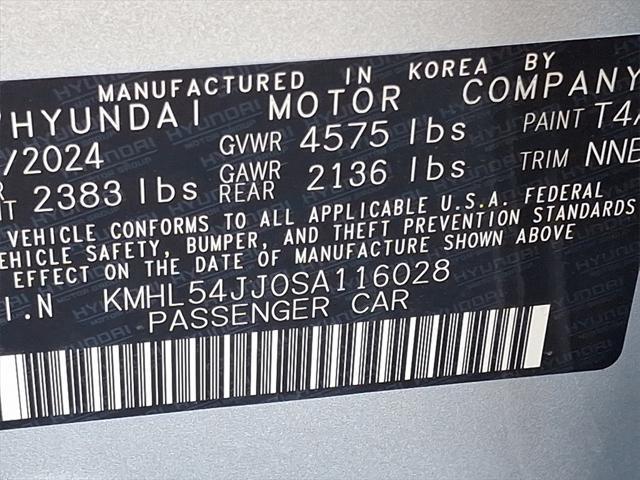 MANUFACTURED IN KOREA BY
HYUNDAI MOTOR COMPANY
/2024 GVWR 4575 lbs PAINT T4
2383 lbs GAWR REAR 2136 lbs TRIM NNB
VEHICLE CONFORMS TO ALL APPLICABLE U.S.A. FEDERAL
VEHICLE SAFETY, BUMPER, AND THEFT PREVENTION STANDARDS
EFFECT ON THE DATE OF MANUFACTURE SHOWN ABOVE
I.N KMHL54JJ0SA116028
PASSENGER CAR